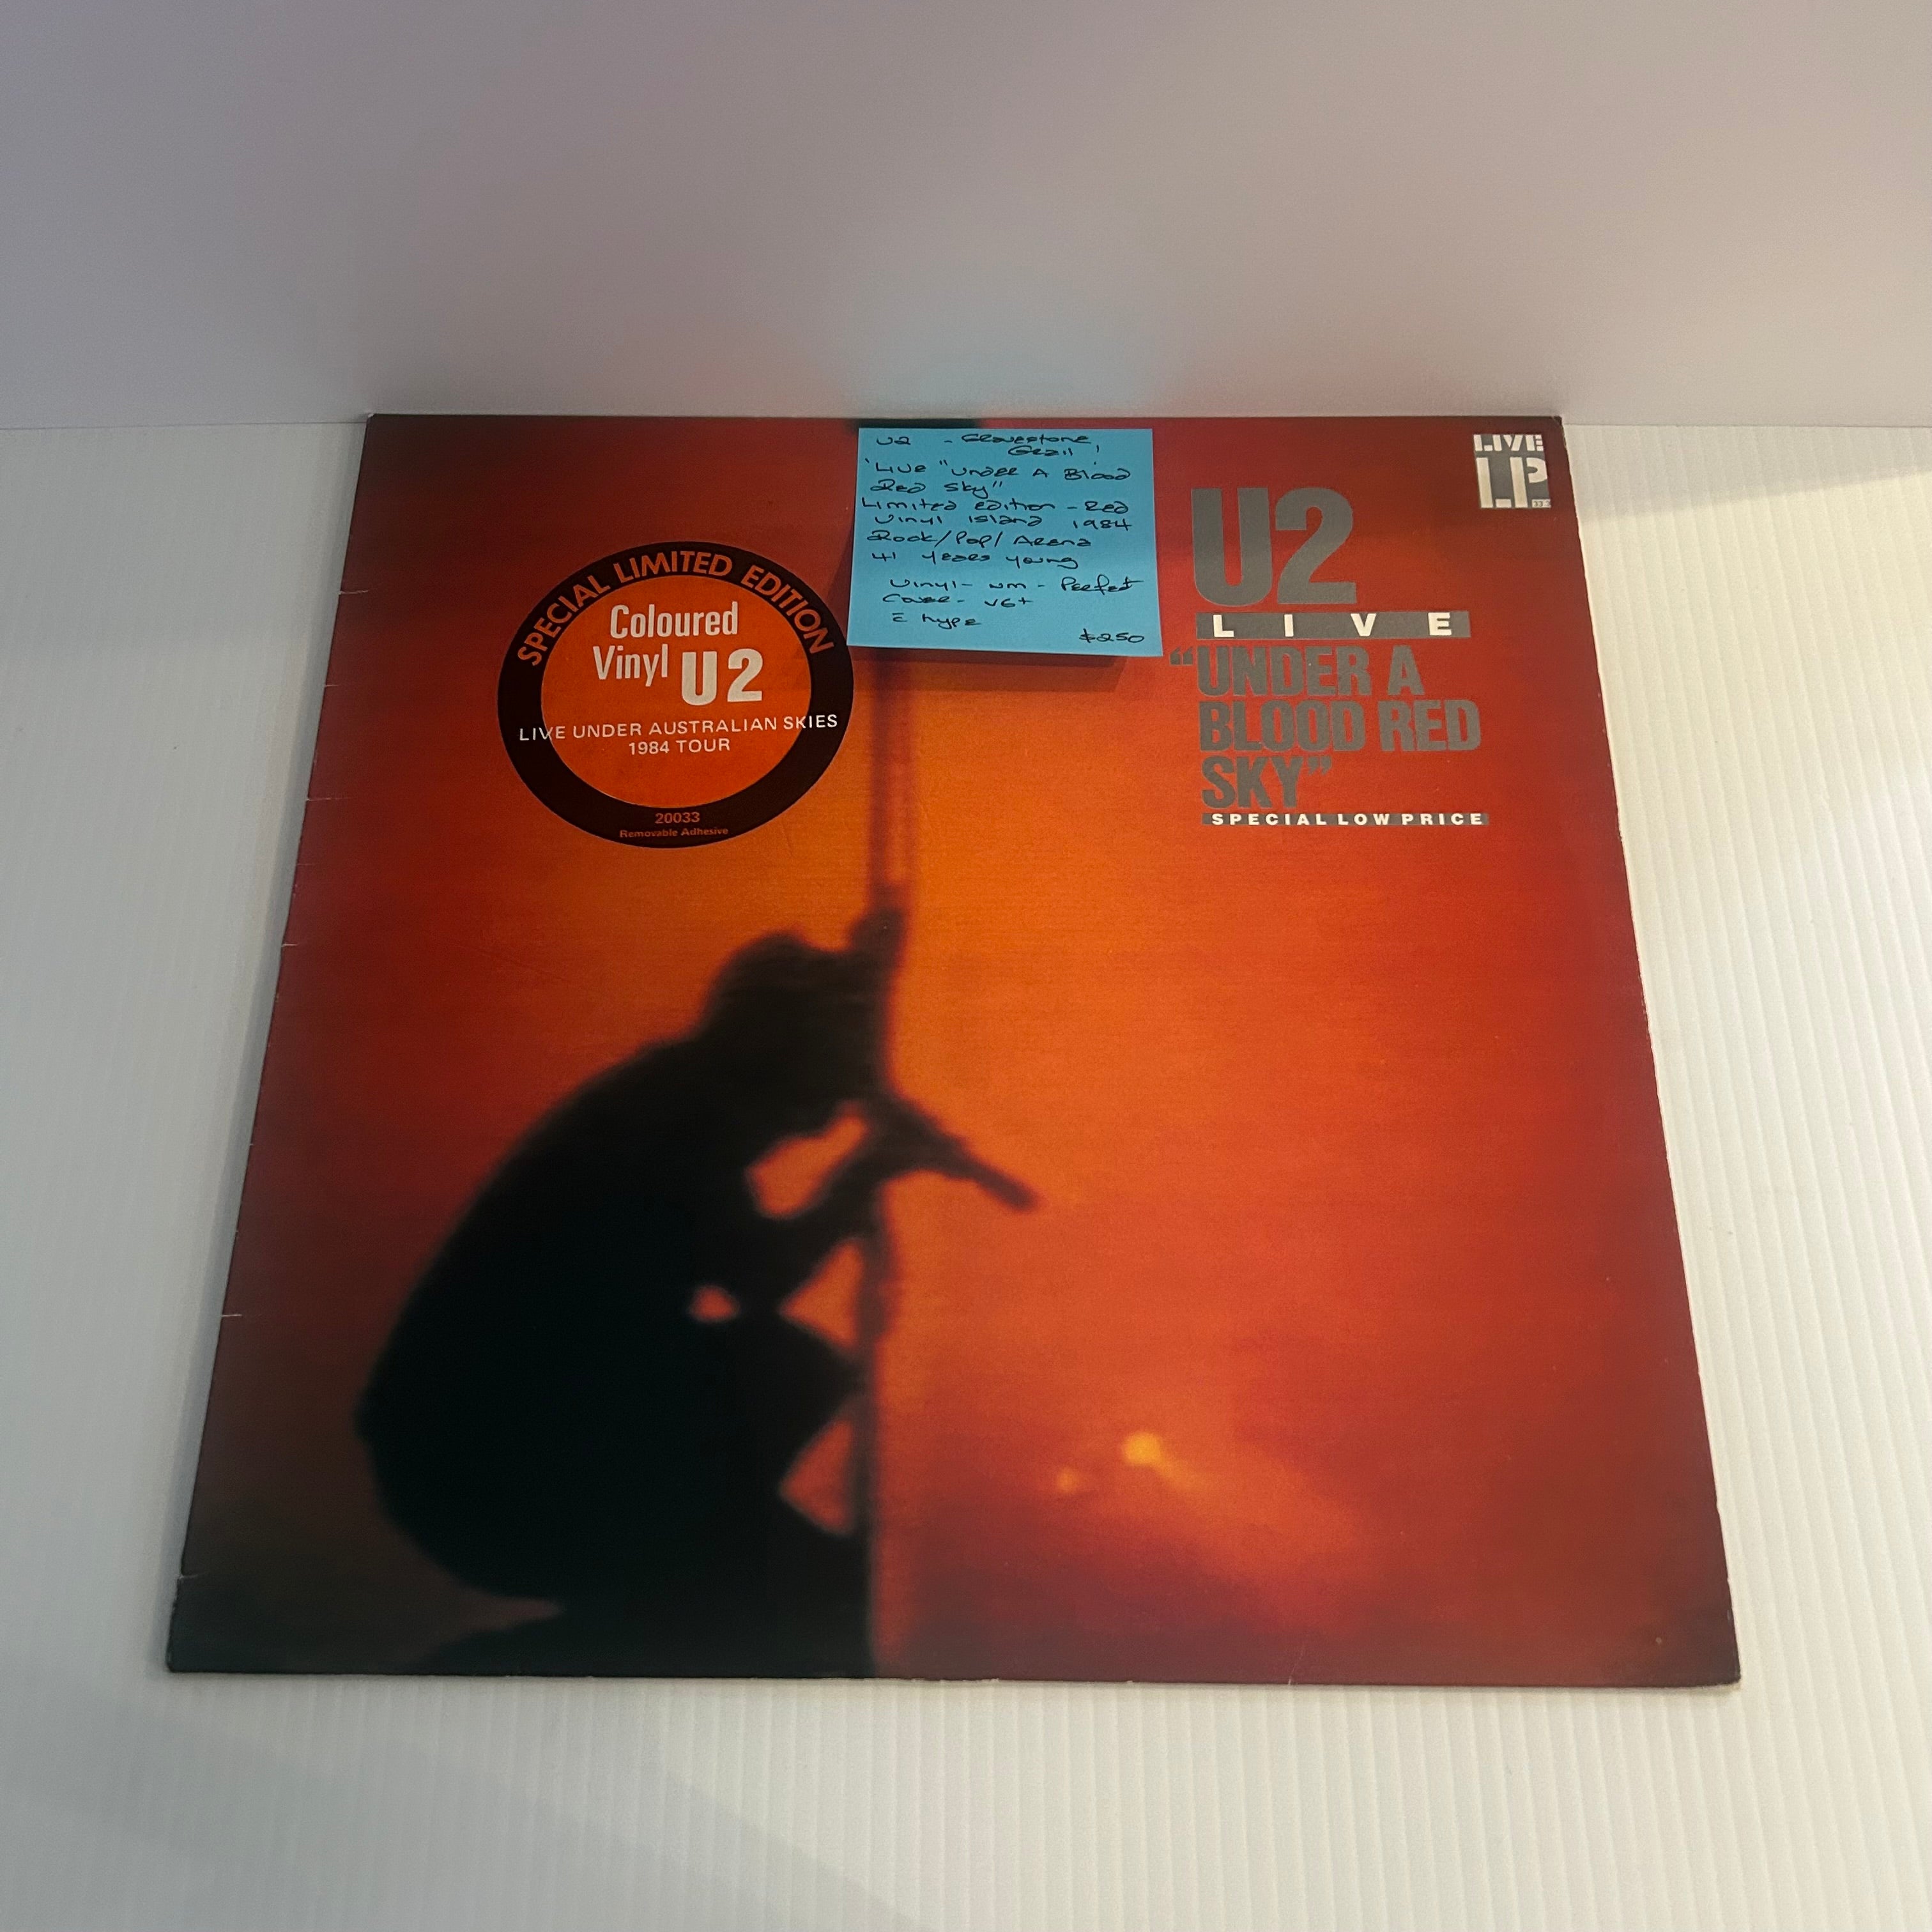 U2 - Gravestone
Grail!
'Live "Under A Blood
Red Sky"
Limited edition - Red
Vinyl Island 1984
Rock/Pop/Arena
41 years young
Vinyl - NM - Perfect
Cover - VG+
c̄ hype
$250
LIVE
LP
33
U2
LIVE
"UNDER A
BLOOD RED
SKY"
SPECIAL LOW PRICE
SPECIAL LIMITED EDITION
Coloured
Vinyl U2
LIVE UNDER AUSTRALIAN SKIES
1984 TOUR
20033
Removable Adhesive